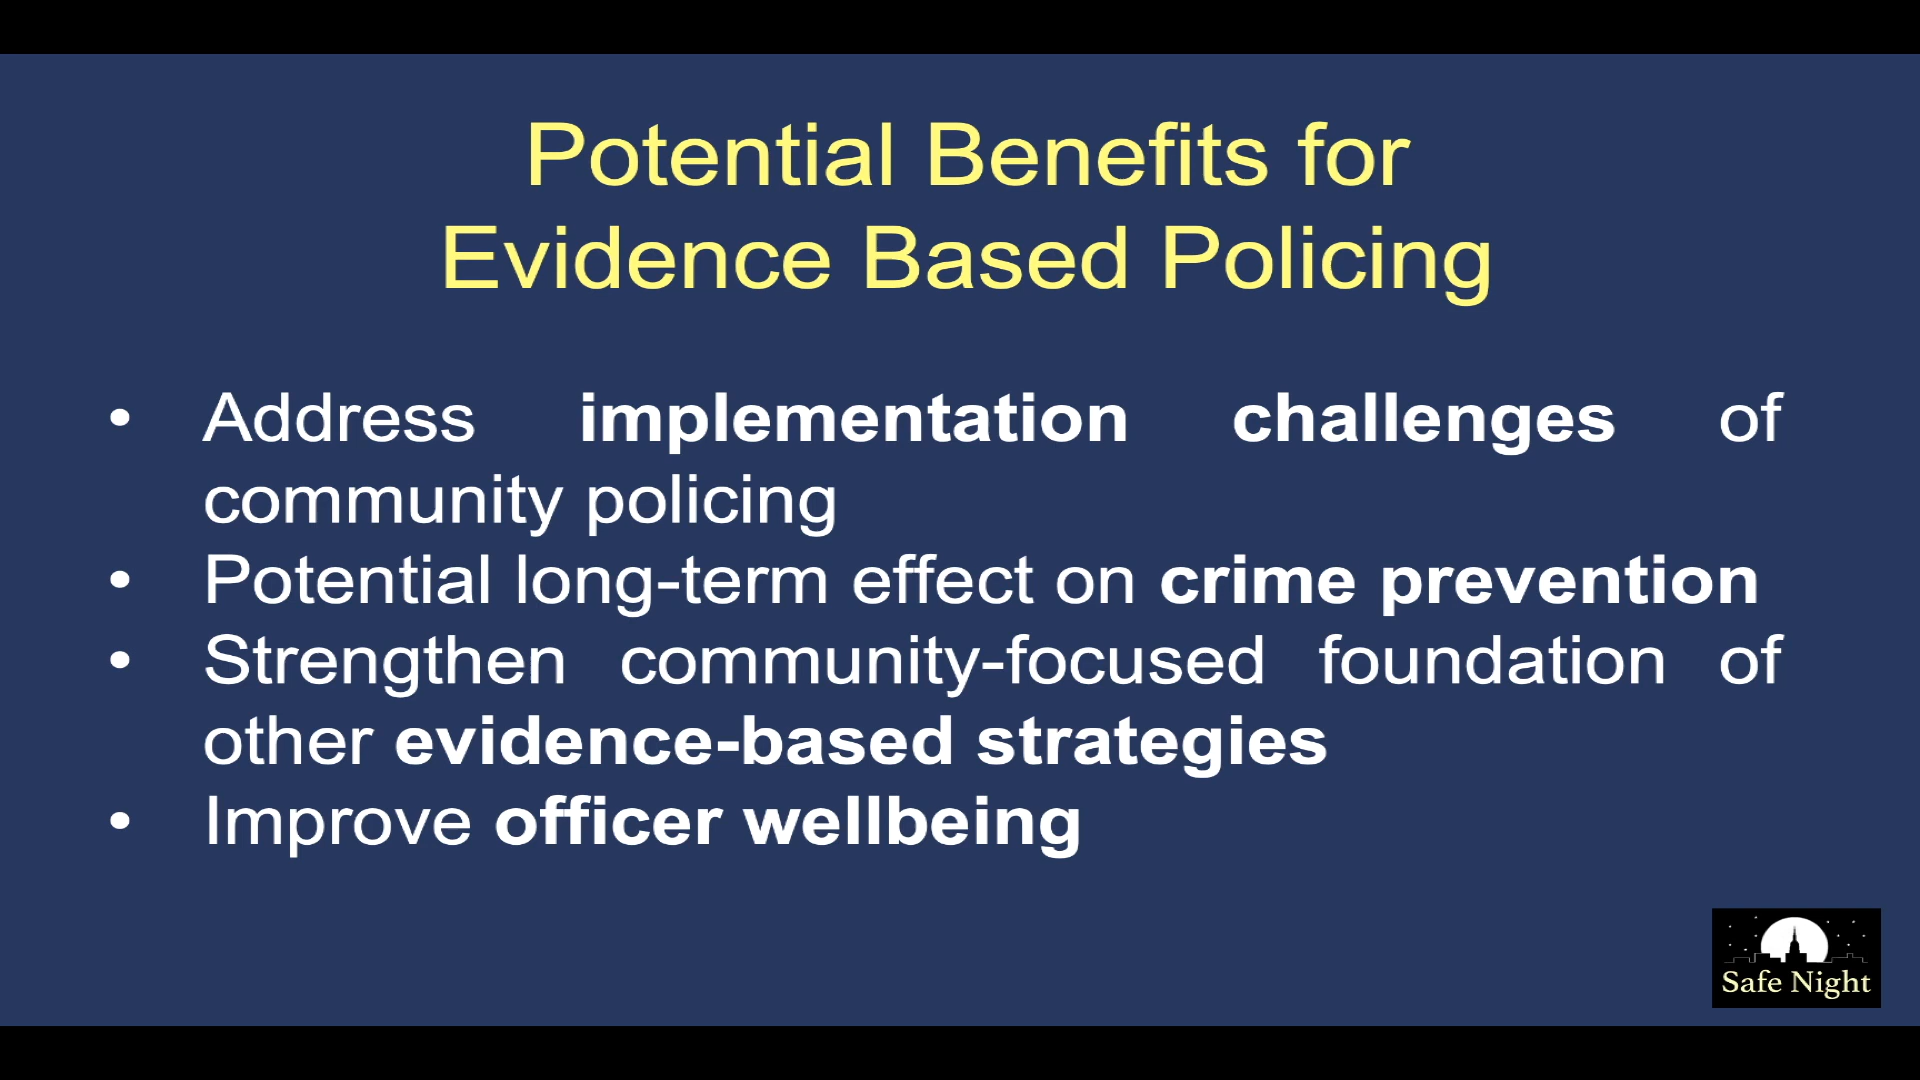 Potential Benefits for
Evidence Based Policing
• Address implementation challenges of
community policing
• Potential long-term effect on crime prevention
• Strengthen community-focused foundation of
other evidence-based strategies
• Improve officer wellbeing
Safe Night